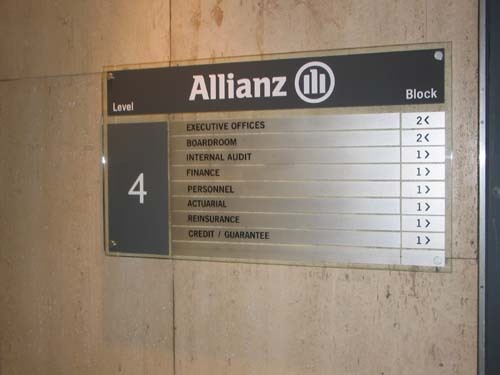 Allianz
Level Block
4
EXECUTIVE OFFICES 2<
BOARDROOM 2<
INTERNAL AUDIT 1>
FINANCE 1>
PERSONNEL 1>
ACTUARIAL 1>
REINSURANCE 1>
CREDIT / GUARANTEE 1>